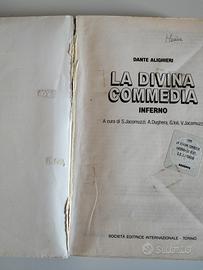 DANTE ALIGHIERI
LA DIVINA
COMMEDIA
INFERNO
A cura di S.Jacomuzzi, A.Dughera, G.Ioli, V.Jacomuzzi
SOCIETÀ EDITRICE INTERNAZIONALE - TORINO